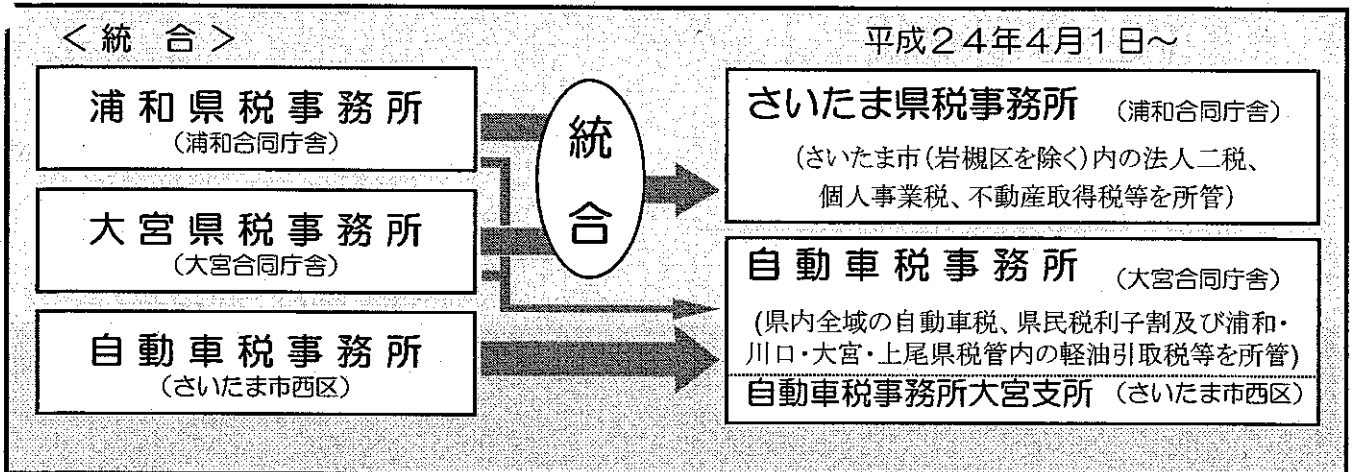 ＜統 合＞
平成２４年４月１日～
浦和県税事務所
(浦和合同庁舎)
大宮県税事務所
(大宮合同庁舎)
自動車税事務所
(さいたま市西区)
統合
さいたま県税事務所 (浦和合同庁舎)
(さいたま市(岩槻区を除く)内の法人二税、
個人事業税、不動産取得税等を所管)
自動車税事務所 (大宮合同庁舎)
(県内全域の自動車税、県民税利子割及び浦和・
川口・大宮・上尾県税管内の軽油引取税等を所管)
自動車税事務所大宮支所 (さいたま市西区)